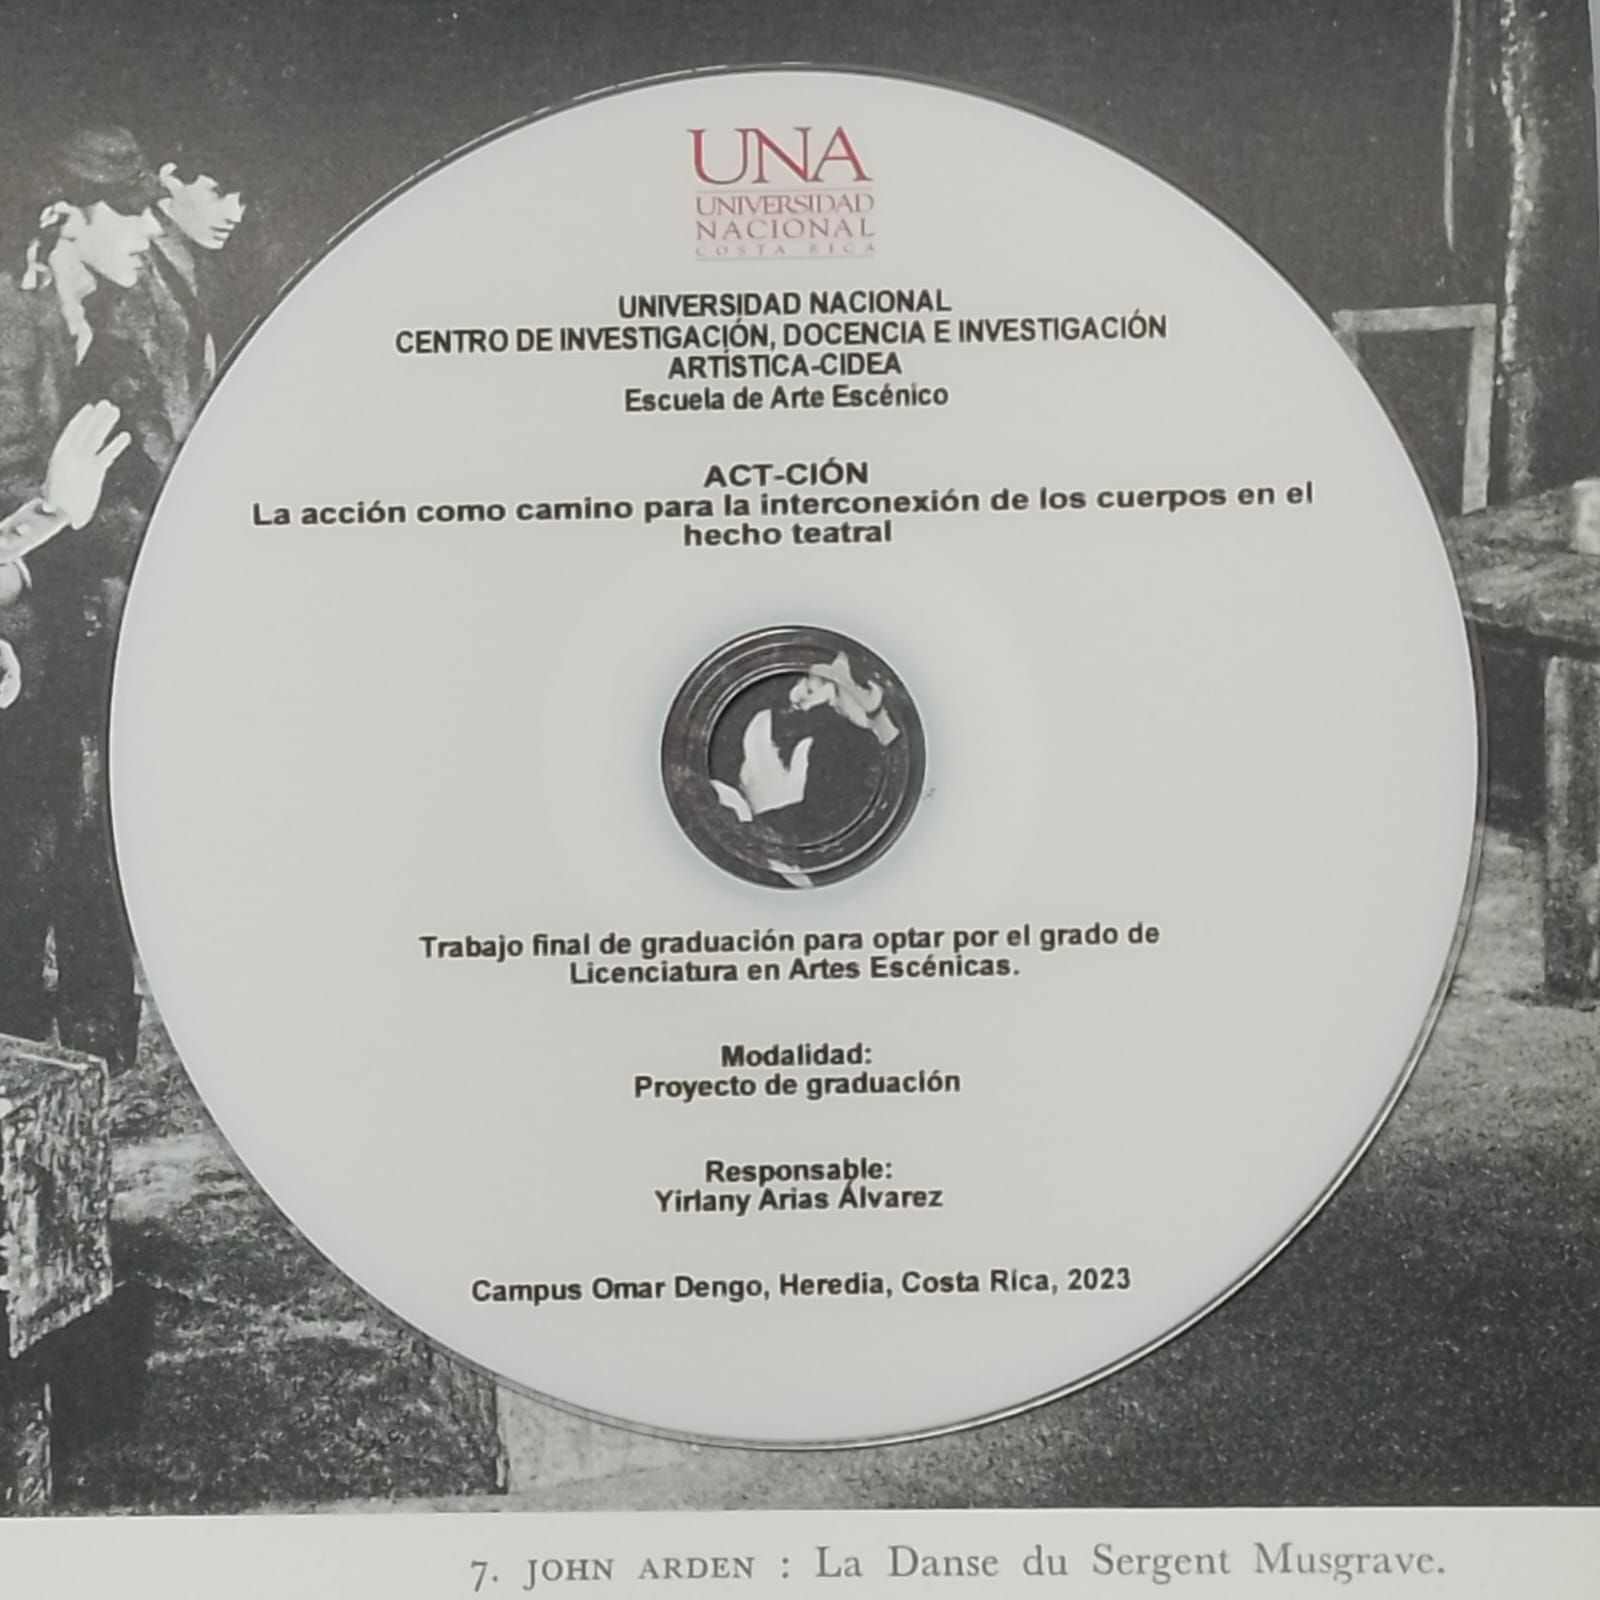 UNA
UNIVERSIDAD
NACIONAL
COSTA RICA
UNIVERSIDAD NACIONAL
CENTRO DE INVESTIGACIÓN, DOCENCIA E INVESTIGACIÓN
ARTÍSTICA-CIDEA
Escuela de Arte Escénico
ACT-CIÓN
La acción como camino para la interconexión de los cuerpos en el
hecho teatral
Trabajo final de graduación para optar por el grado de
Licenciatura en Artes Escénicas.
Modalidad:
Proyecto de graduación
Responsable:
Yirlany Arias Álvarez
Campus Omar Dengo, Heredia, Costa Rica, 2023
7. JOHN ARDEN : La Danse du Sergent Musgrave.